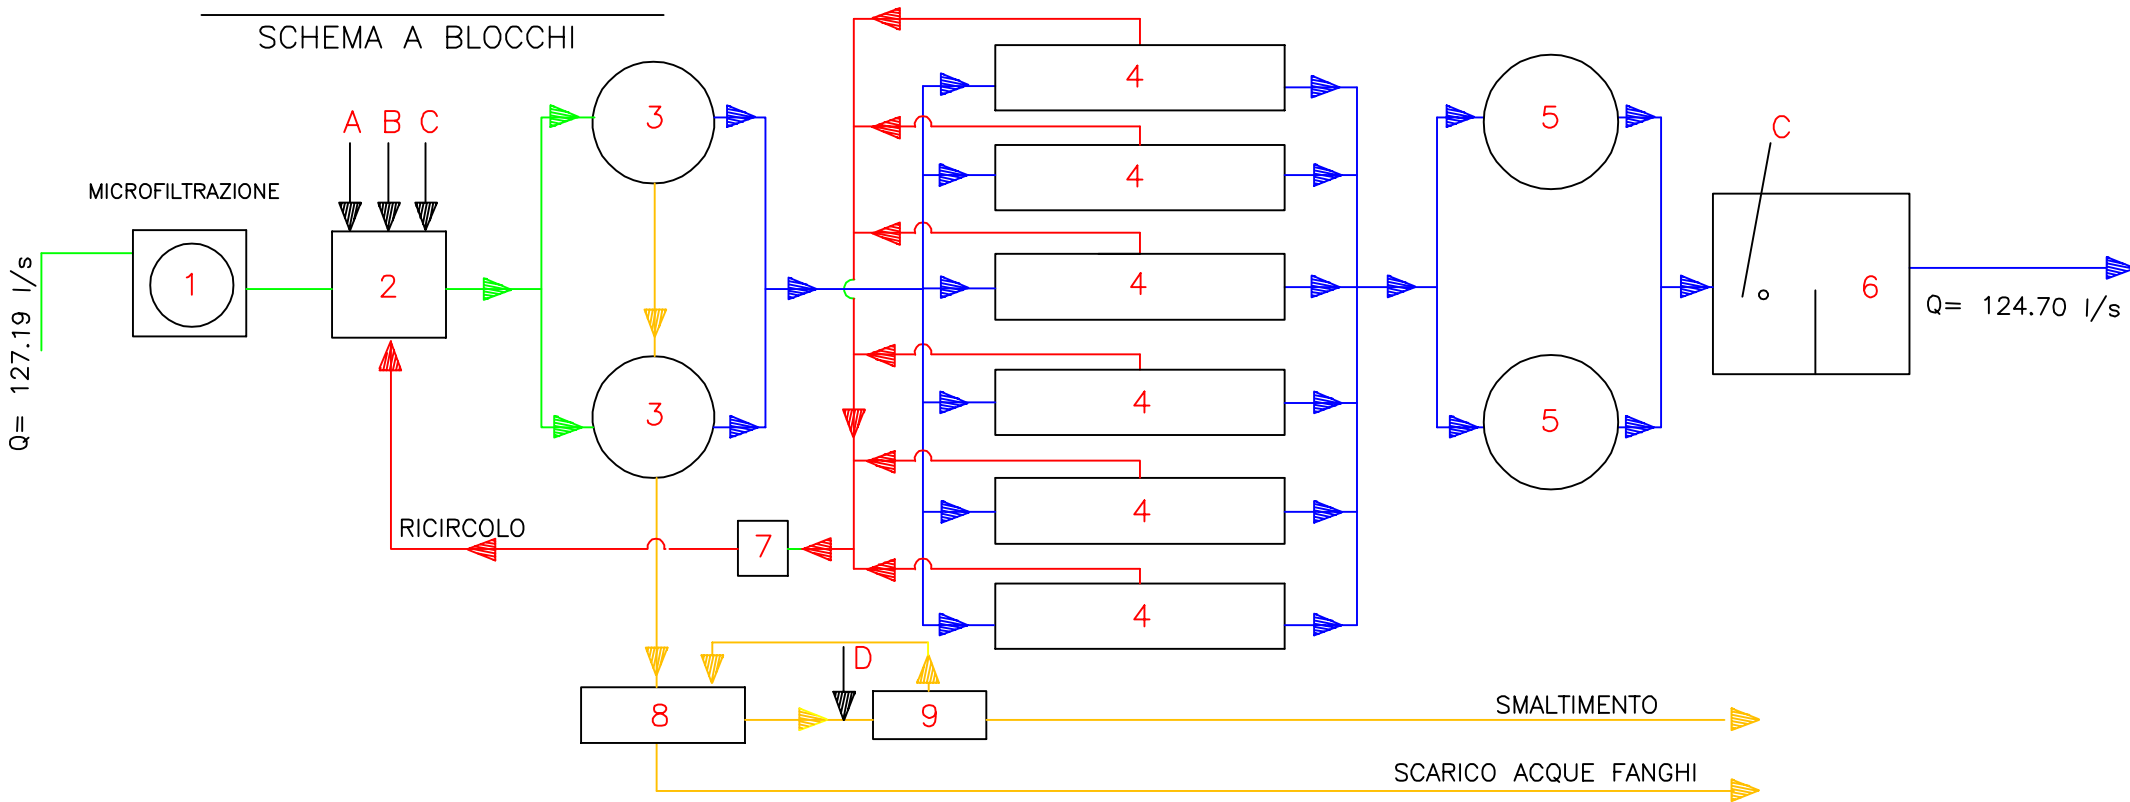 SCHEMA A BLOCCHI
A B C
MICROFILTRAZIONE
Q= 127.19 l/s
1
2
3
3
4
4
4
4
4
4
5
5
C
6
Q= 124.70 l/s
RICIRCOLO
7
D
8
9
SMALTIMENTO
SCARICO ACQUE FANGHI